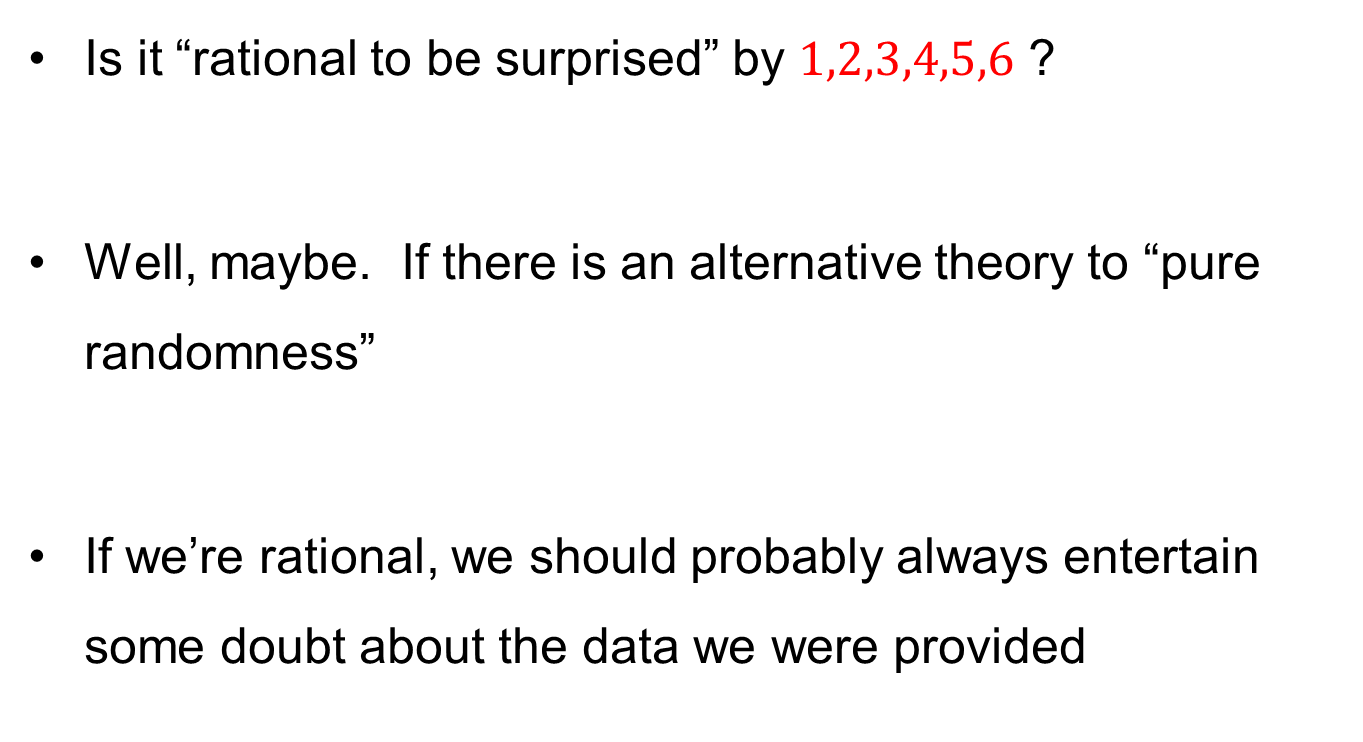 • Is it “rational to be surprised” by 1,2,3,4,5,6 ?
• Well, maybe.  If there is an alternative theory to “pure
randomness”
• If we’re rational, we should probably always entertain
some doubt about the data we were provided